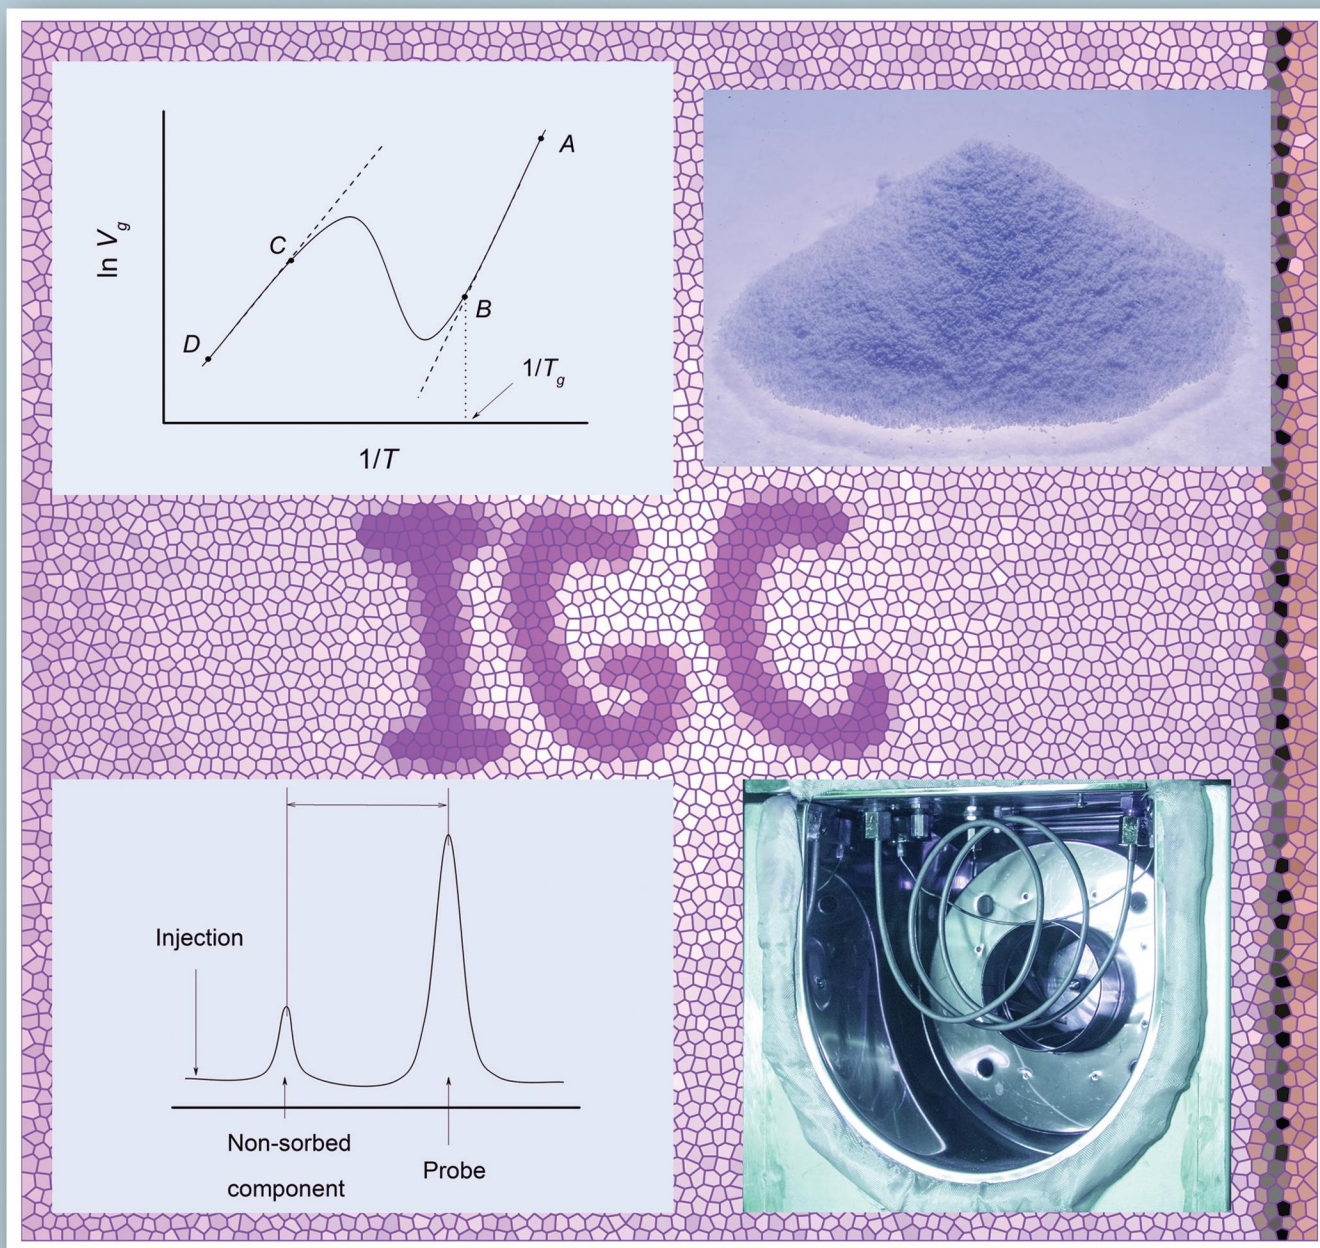 A
ln Vg
C
B
D
1/Tg
1/T
IGC
Injection
Non-sorbed
component
Probe